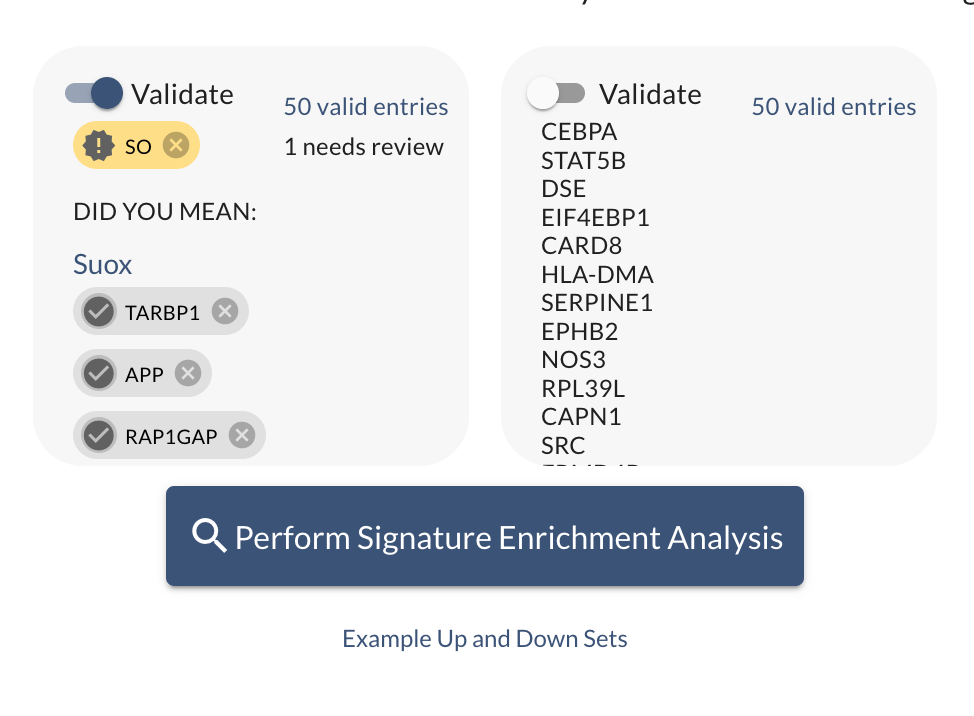 Validate
50 valid entries
SO
1 needs review
DID YOU MEAN:
Suox
TARBP1
APP
RAP1GAP
Validate
50 valid entries
CEBPA
STAT5B
DSE
EIF4EBP1
CARD8
HLA-DMA
SERPINE1
EPHB2
NOS3
RPL39L
CAPN1
SRC
Perform Signature Enrichment Analysis
Example Up and Down Sets